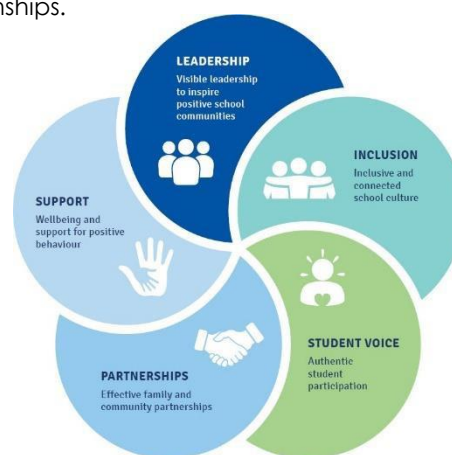 nships.
LEADERSHIP
Visible leadership
to inspire
positive school
communities
INCLUSION
Inclusive and
connected
school culture
STUDENT VOICE
Authentic
student
participation
PARTNERSHIPS
Effective family and
community partnerships
SUPPORT
Wellbeing and
support for positive
behaviour